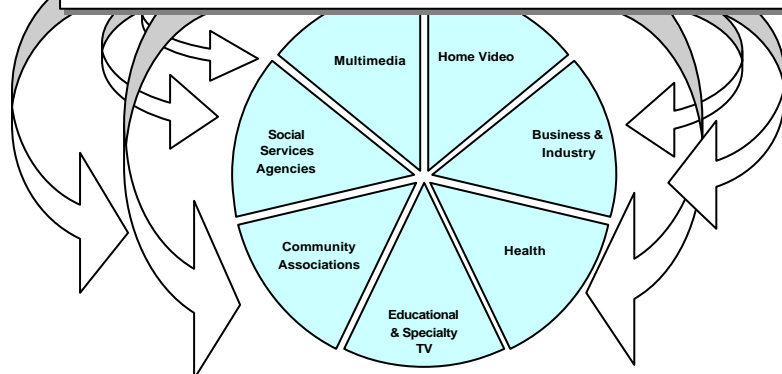 Multimedia
Home Video
Social
Services
Agencies
Business &
Industry
Community
Associations
Health
Educational
& Specialty
TV